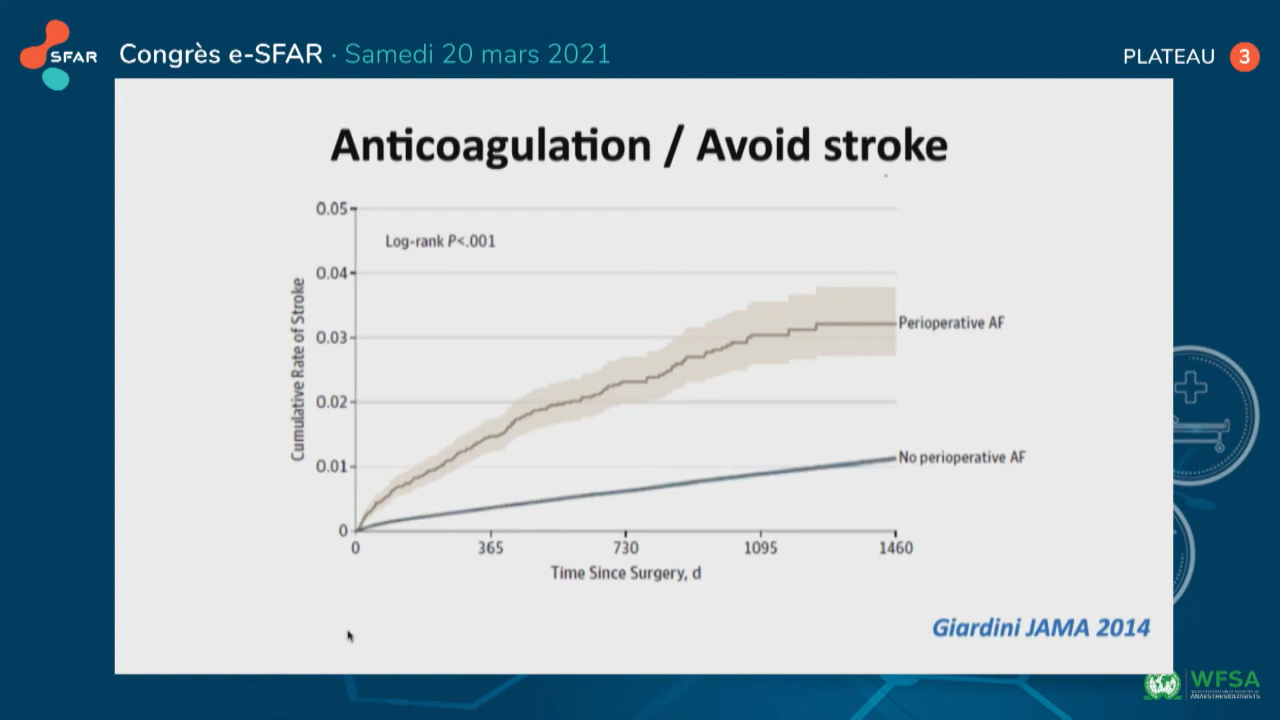 SFAR
Congrès e-SFAR · Samedi 20 mars 2021
PLATEAU 3
Anticoagulation / Avoid stroke
0.05
Log-rank P<.001
0.04
0.03
0.02
0.01
0
Cumulative Rate of Stroke
Perioperative AF
No perioperative AF
0 365 730 1095 1460
Time Since Surgery, d
Giardini JAMA 2014
WFSA
ANAESTHESIOLOGISTS